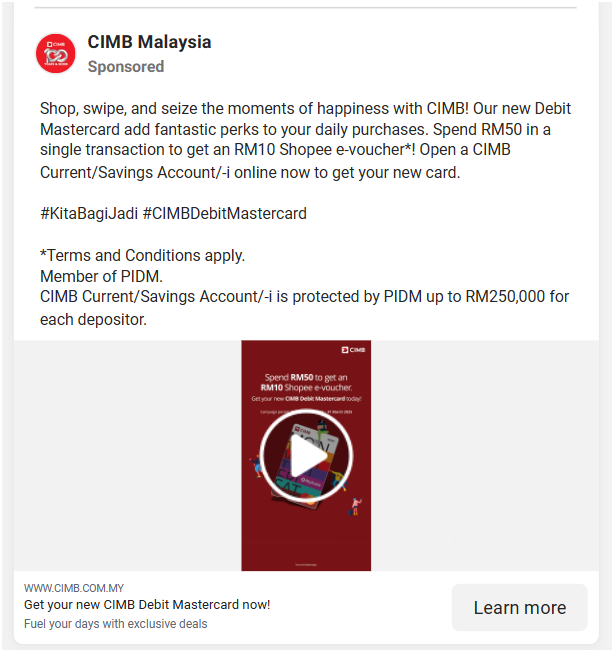 CIMB
100
CIMB Malaysia
Sponsored
Shop, swipe, and seize the moments of happiness with CIMB! Our new Debit
Mastercard add fantastic perks to your daily purchases. Spend RM50 in a
single transaction to get an RM10 Shopee e-voucher*! Open a CIMB
Current/Savings Account/-i online now to get your new card.
#KitaBagiJadi #CIMBDebitMastercard
*Terms and Conditions apply.
Member of PIDM.
CIMB Current/Savings Account/-i is protected by PIDM up to RM250,000 for
each depositor.
CIMB
Spend RM50 to get an
RM10 Shopee e-voucher.
Get your new CIMB Debit Mastercard today!
Campaign
31 March 2025
CIMB
WWW.CIMB.COM.MY
Get your new CIMB Debit Mastercard now!
Fuel your days with exclusive deals
Learn more